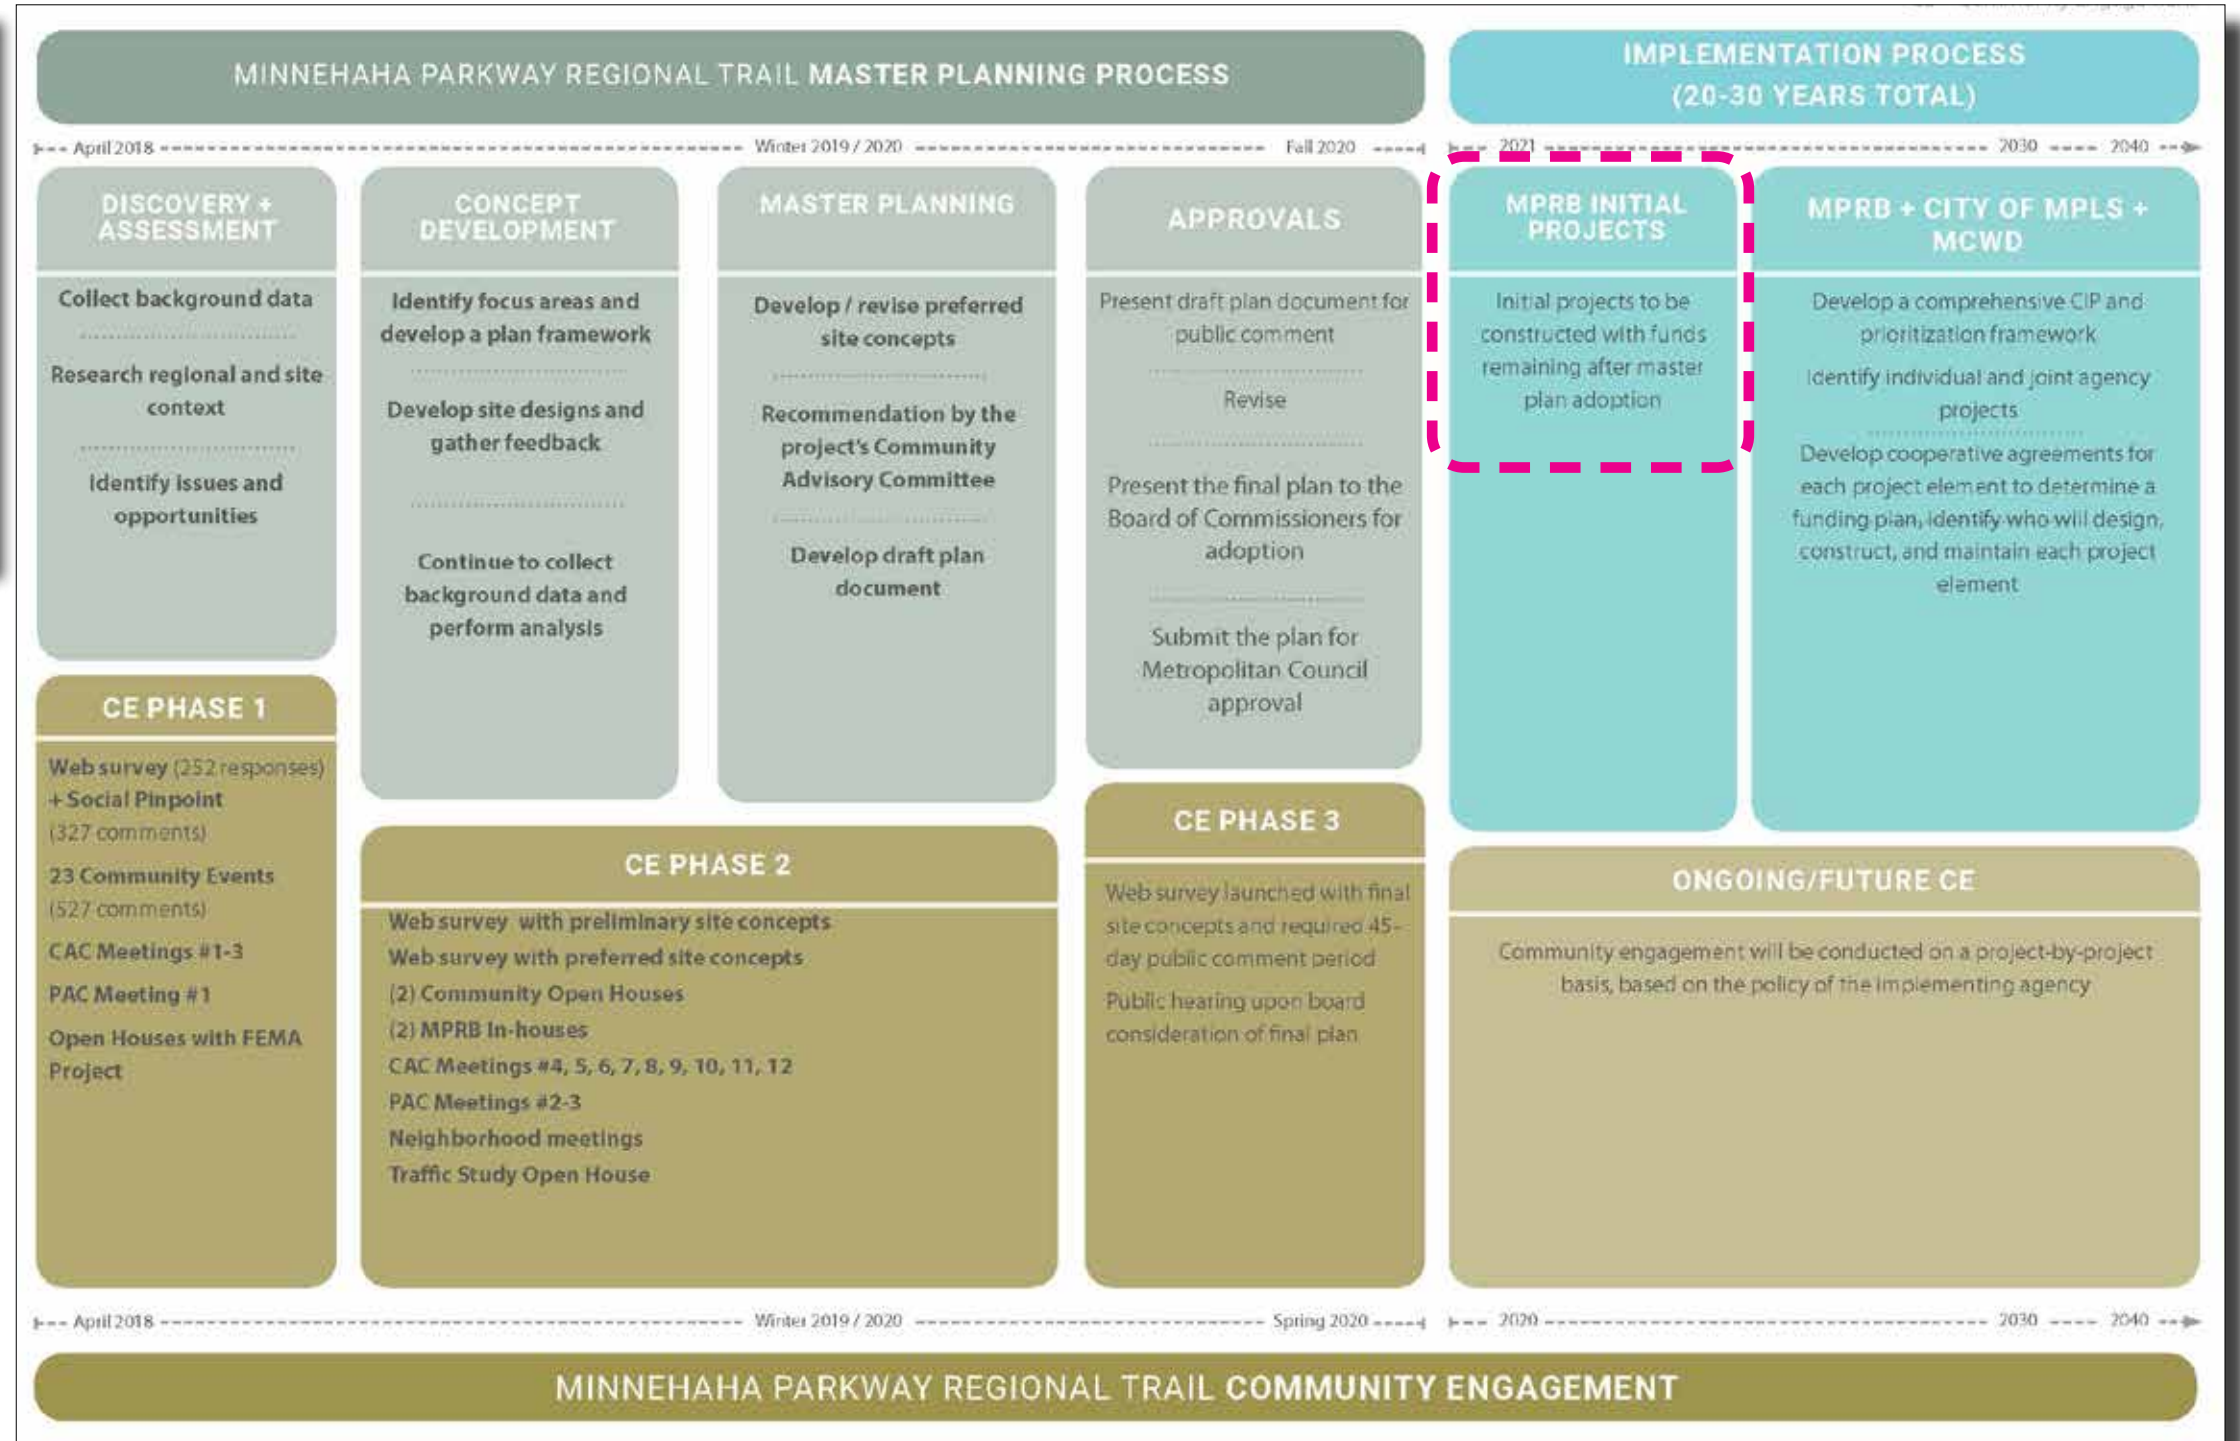 MINNEHAHA PARKWAY REGIONAL TRAIL MASTER PLANNING PROCESS
IMPLEMENTATION PROCESS
(20-30 YEARS TOTAL)
April 2018
Winter 2019 / 2020
Fall 2020
2021
2030
2040
DISCOVERY +
ASSESSMENT
Collect background data
Research regional and site
context
Identify issues and
opportunities
CONCEPT
DEVELOPMENT
Identify focus areas and
develop a plan framework
Develop site designs and
gather feedback
Continue to collect
background data and
perform analysis
MASTER PLANNING
Develop / revise preferred
site concepts
Recommendation by the
project's Community
Advisory Committee
Develop draft plan
document
APPROVALS
Present draft plan document for
public comment
Revise
Present the final plan to the
Board of Commissioners for
adoption
Submit the plan for
Metropolitan Council
approval
MPRB INITIAL
PROJECTS
Initial projects to be
constructed with funds
remaining after master
plan adoption
MPRB + CITY OF MPLS +
MCWD
Develop a comprehensive CIP and
prioritization framework
Identify individual and joint agency
projects
Develop cooperative agreements for
each project element to determine a
funding plan, identify who will design,
construct, and maintain each project
element
CE PHASE 1
Web survey (252 responses)
+ Social Pinpoint
(327 comments)
23 Community Events
(527 comments)
CAC Meetings #1-3
PAC Meeting #1
Open Houses with FEMA
Project
CE PHASE 2
Web survey with preliminary site concepts
Web survey with preferred site concepts
(2) Community Open Houses
(2) MPRB In-houses
CAC Meetings #4, 5, 6, 7, 8, 9, 10, 11, 12
PAC Meetings #2-3
Neighborhood meetings
Traffic Study Open House
CE PHASE 3
Web survey launched with final
site concepts and required 45-
day public comment period
Public hearing upon board
consideration of final plan
ONGOING/FUTURE CE
Community engagement will be conducted on a project-by-project
basis, based on the policy of the implementing agency
April 2018
Winter 2019 / 2020
Spring 2020
2020
2030
2040
MINNEHAHA PARKWAY REGIONAL TRAIL COMMUNITY ENGAGEMENT